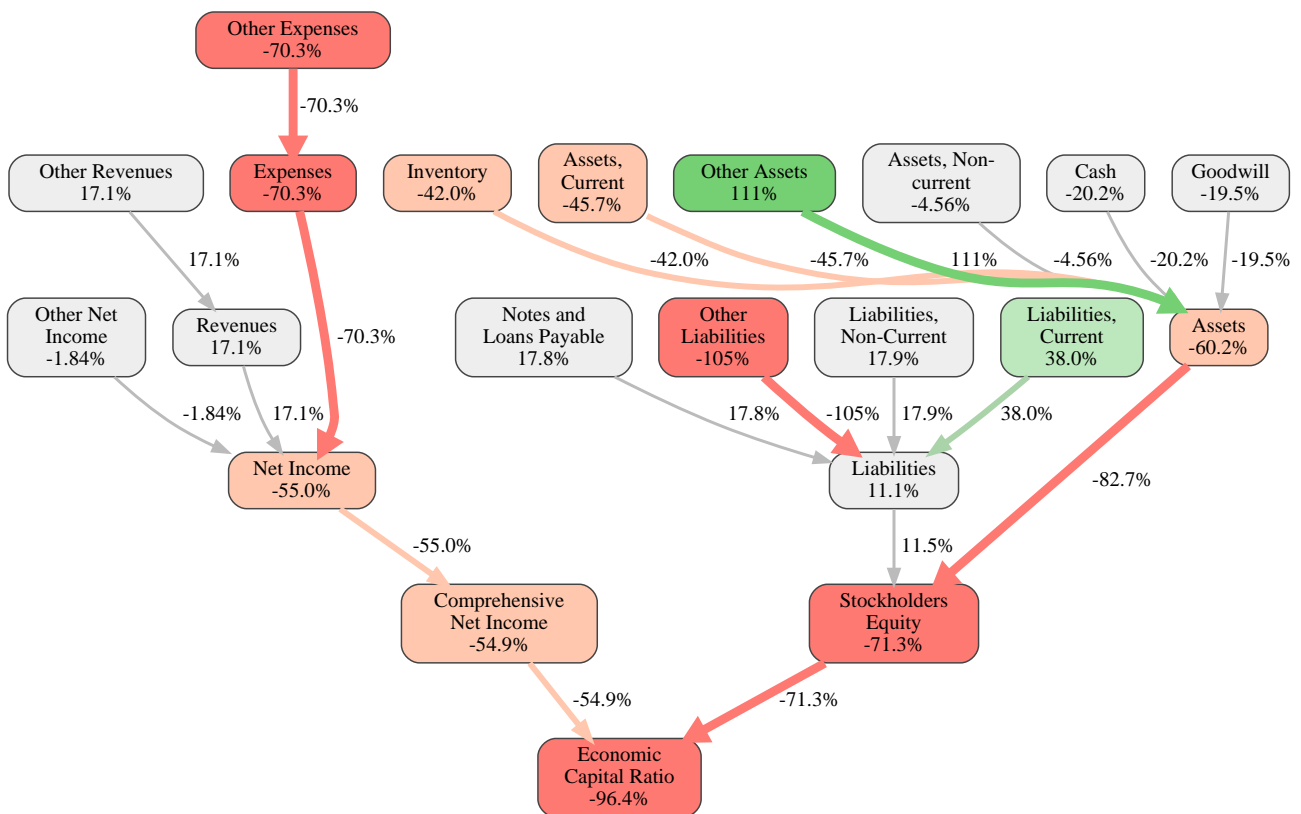 Other Expenses
-70.3%
-70.3%
Other Revenues
17.1%
Expenses
-70.3%
Inventory
-42.0%
Assets,
Current
-45.7%
Other Assets
111%
Assets, Non-
current
-4.56%
Cash
-20.2%
Goodwill
-19.5%
17.1%
-42.0%
-45.7%
111%
-4.56%
-20.2%
-19.5%
Other Net
Income
-1.84%
Revenues
17.1%
-70.3%
Notes and
Loans Payable
17.8%
Other
Liabilities
-105%
Liabilities,
Non-Current
17.9%
Liabilities,
Current
38.0%
Assets
-60.2%
-1.84%
17.1%
17.8%
-105%
17.9%
38.0%
Net Income
-55.0%
Liabilities
11.1%
-82.7%
-55.0%
11.5%
Comprehensive
Net Income
-54.9%
Stockholders
Equity
-71.3%
-54.9%
-71.3%
Economic
Capital Ratio
-96.4%